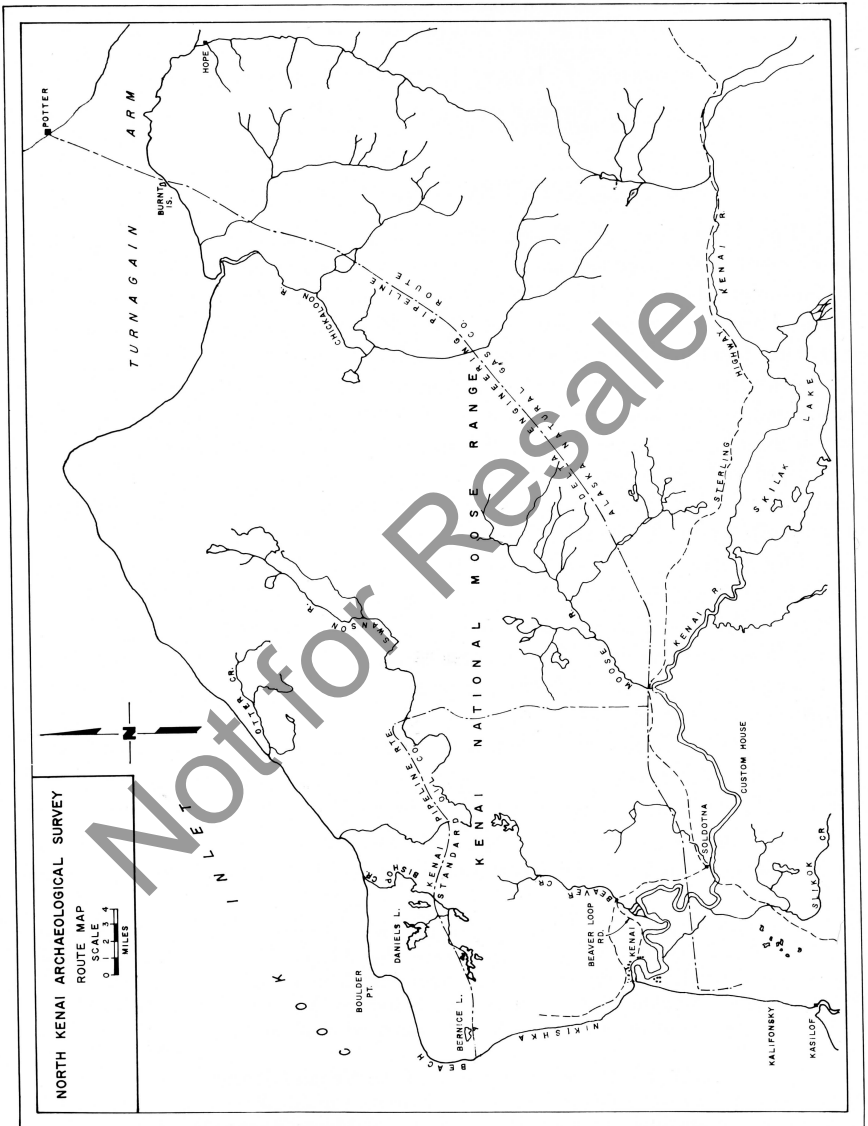 NORTH KENAI ARCHAEOLOGICAL SURVEY
ROUTE MAP
SCALE
0 1 2 3 4
MILES
N
POTTER
HOPE
TURNAGAIN ARM
BURNT
IS.
CHICKALOON R
PIPELINE ROUTE
DELTA ENGINEERING CO.
ALASKA NATURAL GAS
COOK INLET
OTTER CR.
SWANSON R.
KENAI PIPELINE RTE
STANDARD OIL CO
KENAI NATIONAL MOOSE RANGE
BISHOP CR
DANIELS L.
BOULDER
PT.
BERNICE L.
NIKISHKA BEACH
BEAVER CR
BEAVER LOOP
RD.
KENAI
SOLDOTNA
CUSTOM HOUSE
SLIKOK CR
KALIFONSKY
KASILOF
MOOSE R
KENAI R
STERLING HIGHWAY
KENAI R
SKILAK LAKE
Not for Resale